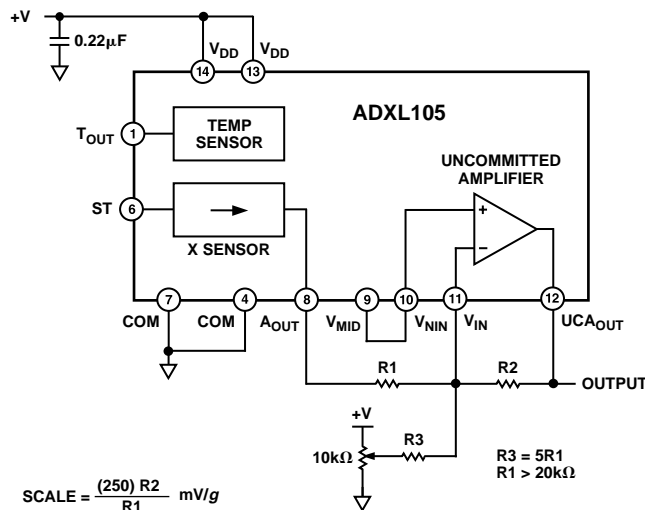 +V
0.22μF
VDD
VDD
14
13
ADXL105
TOUT
1
TEMP
SENSOR
UNCOMMITTED
AMPLIFIER
ST
6
X SENSOR
+
–
7
4
8
9
10
11
12
COM
COM
AOUT
VMID
VNIN
VIN
UCAOUT
R1
R2
OUTPUT
+V
10kΩ
R3
R3 = 5R1
R1 > 20kΩ
SCALE = (250) R2 / R1 mV/g